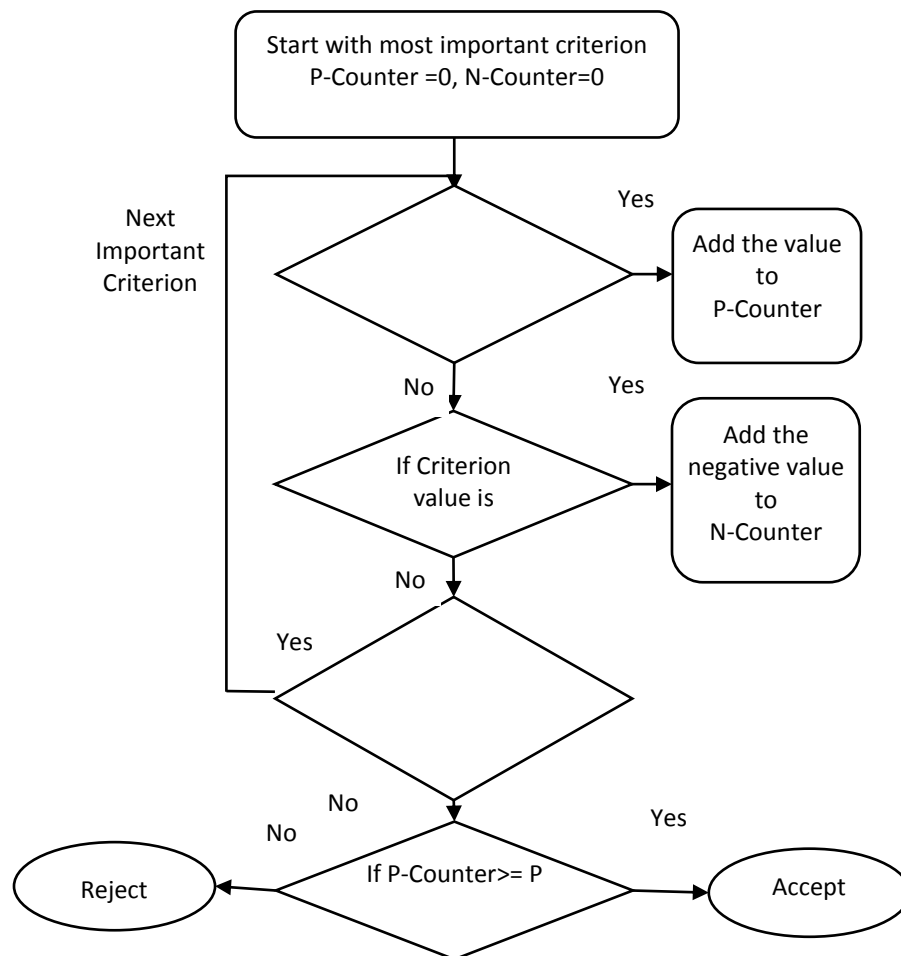 Start with most important criterion
P-Counter =0, N-Counter=0
Next
Important
Criterion
Yes
Add the value
to
P-Counter
No
Yes
If Criterion
value is
Add the
negative value
to
N-Counter
No
Yes
No
No
Yes
Reject
If P-Counter>= P
Accept